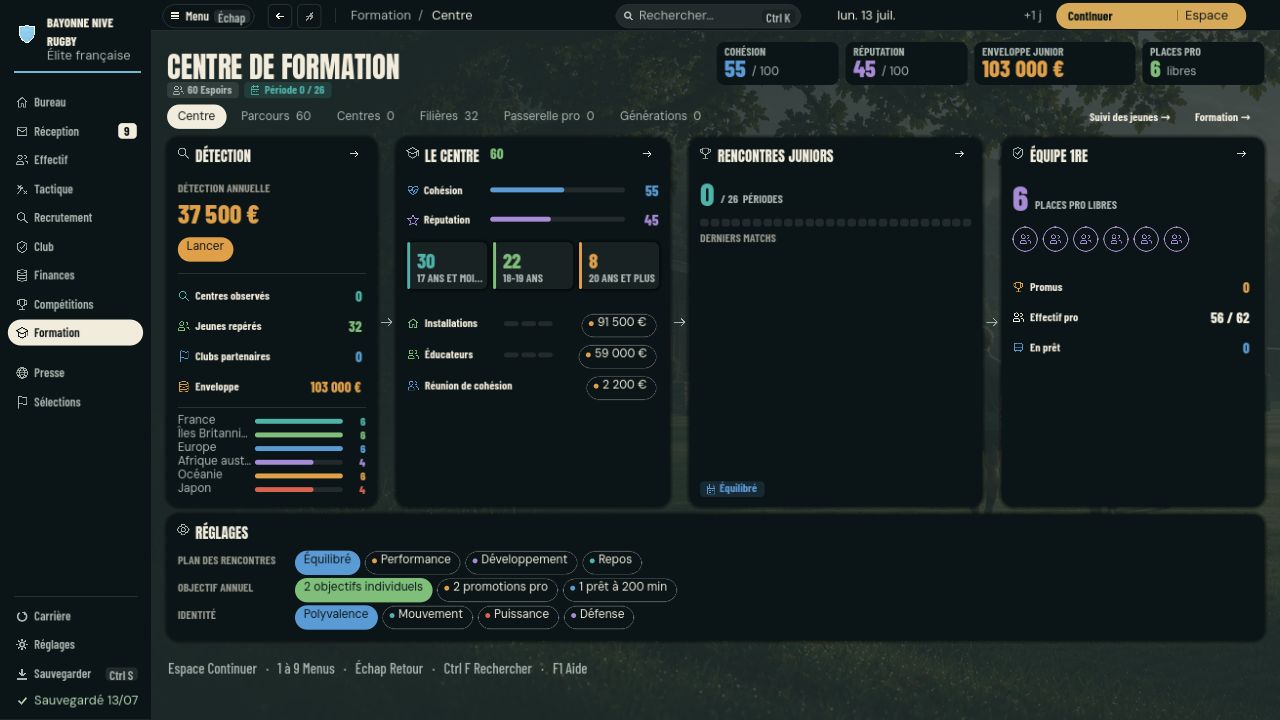 BAYONNE NIVE
RUGBY
Élite française
Menu Échap
Formation / Centre
Rechercher... Ctrl K
lun. 13 juil.
+1 j
Continuer | Espace
Bureau
Réception 9
Effectif
Tactique
Recrutement
Club
Finances
Compétitions
Formation
Presse
Sélections
Carrière
Réglages
Sauvegarder Ctrl S
Sauvegardé 13/07
CENTRE DE FORMATION
60 Espoirs Période 0 / 26
COHÉSION
55 / 100
RÉPUTATION
45 / 100
ENVELOPPE JUNIOR
103 000 €
PLACES PRO
6 libres
Centre Parcours 60 Centres 0 Filières 32 Passerelle pro 0 Générations 0
Suivi des jeunes → Formation →
DÉTECTION →
DÉTECTION ANNUELLE
37 500 €
Lancer
Centres observés 0
Jeunes repérés 32
Clubs partenaires 0
Enveloppe 103 000 €
France 6
Îles Britanni... 6
Europe 6
Afrique aust... 4
Océanie 6
Japon 4
→
LE CENTRE 60 →
Cohésion 55
Réputation 45
30
17 ANS ET MOI...
22
18-19 ANS
8
20 ANS ET PLUS
Installations 91 500 €
Éducateurs 59 000 €
Réunion de cohésion 2 200 €
→
RENCONTRES JUNIORS →
0 / 26 PÉRIODES
DERNIERS MATCHS
Équilibré
→
ÉQUIPE 1RE →
6 PLACES PRO LIBRES
Promus 0
Effectif pro 56 / 62
En prêt 0
RÉGLAGES
PLAN DES RENCONTRES Équilibré Performance Développement Repos
OBJECTIF ANNUEL 2 objectifs individuels 2 promotions pro 1 prêt à 200 min
IDENTITÉ Polyvalence Mouvement Puissance Défense
Espace Continuer · 1 à 9 Menus · Échap Retour · Ctrl F Rechercher · F1 Aide